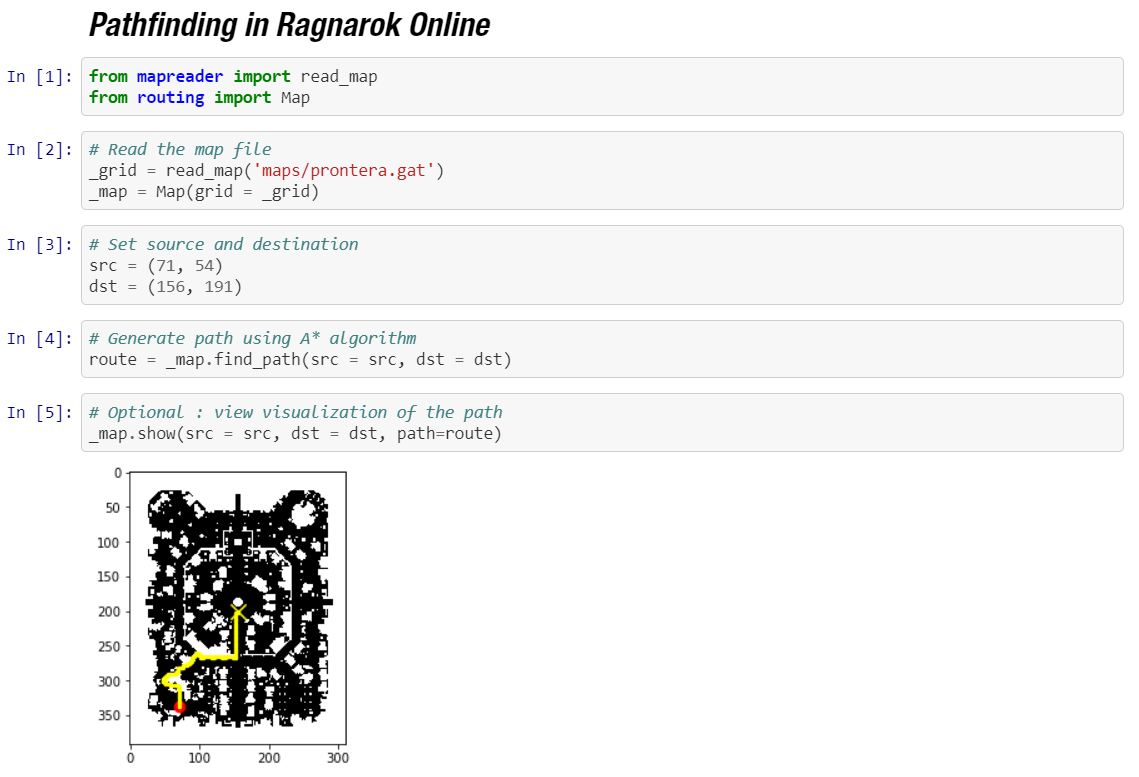 Pathfinding in Ragnarok Online
In [1]: from mapreader import read_map
from routing import Map
In [2]: # Read the map file
_grid = read_map('maps/prontera.gat')
_map = Map(grid = _grid)
In [3]: # Set source and destination
src = (71, 54)
dst = (156, 191)
In [4]: # Generate path using A* algorithm
route = _map.find_path(src = src, dst = dst)
In [5]: # Optional : view visualization of the path
_map.show(src = src, dst = dst, path=route)
0
50
100
150
200
250
300
350
0 100 200 300